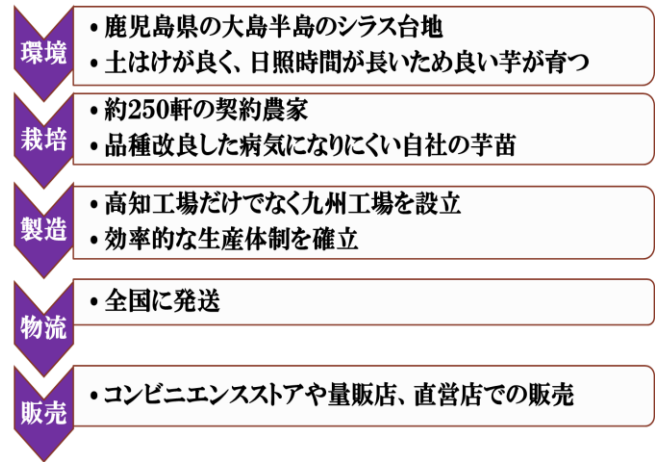 環境
• 鹿児島県の大島半島のシラス台地
• 土はけが良く、日照時間が長いため良い芋が育つ
栽培
• 約250軒の契約農家
• 品種改良した病気になりにくい自社の芋苗
製造
• 高知工場だけでなく九州工場を設立
• 効率的な生産体制を確立
物流
• 全国に発送
販売
• コンビニエンスストアや量販店、直営店での販売